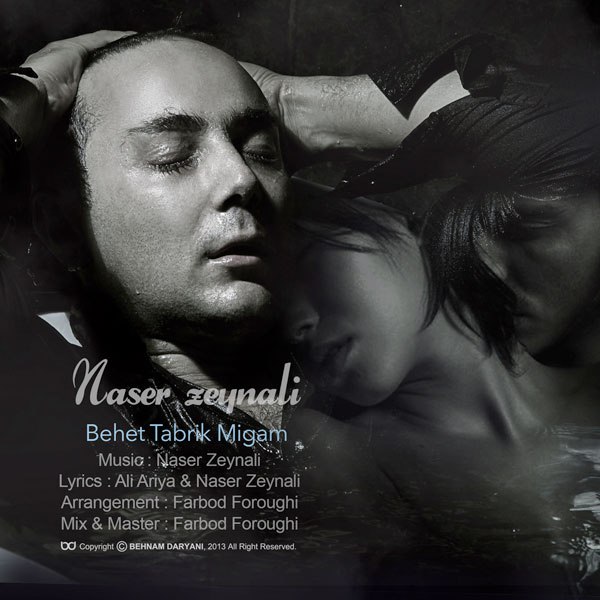 Naser zeynali
Behet Tabrik Migam
Music : Naser Zeynali
Lyrics : Ali Ariya & Naser Zeynali
Arrangement : Farbod Foroughi
Mix & Master : Farbod Foroughi
Copyright © BEHNAM DARYANI, 2013 All Right Reserved.